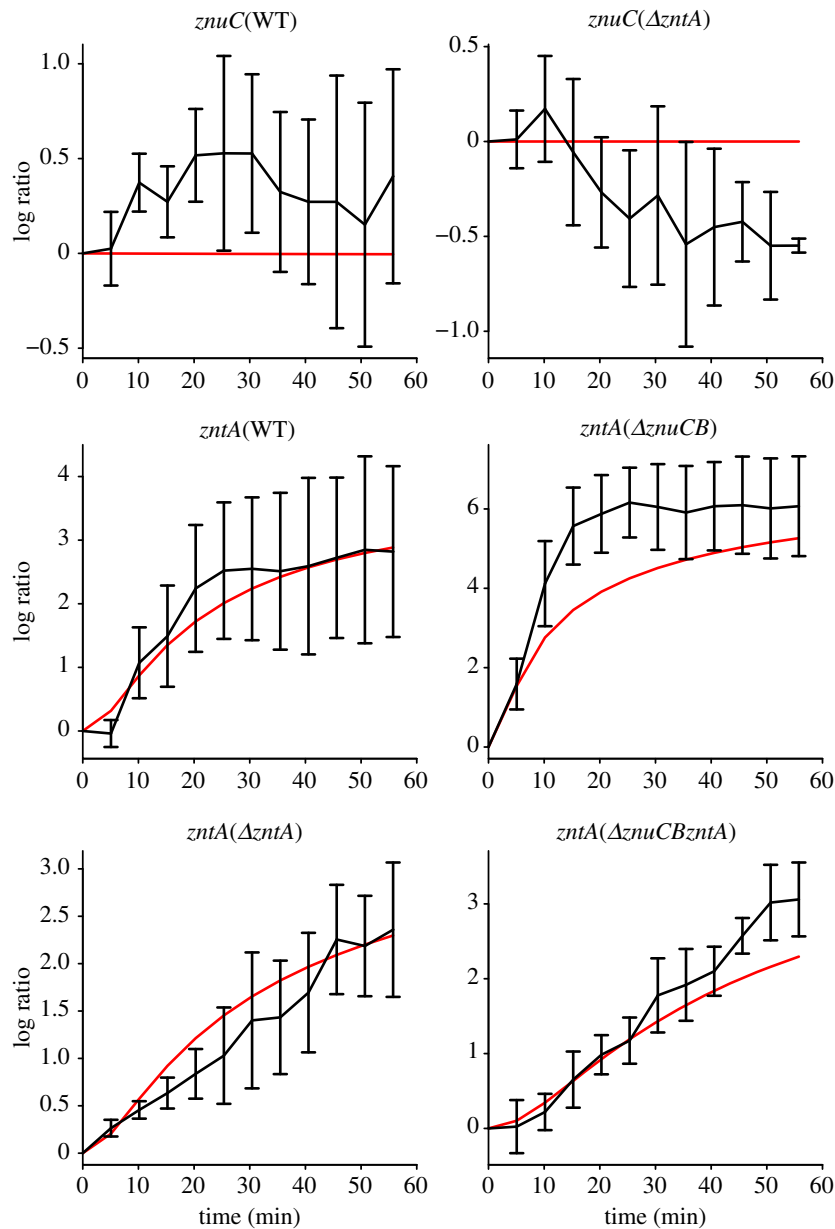 znuC(WT)
1.0
0.5
0
−0.5
log ratio
0 10 20 30 40 50 60
znuC(ΔzntA)
0.5
0
−0.5
−1.0
0 10 20 30 40 50 60
zntA(WT)
4
3
2
1
0
log ratio
0 10 20 30 40 50 60
zntA(ΔznuCB)
6
4
2
0
0 10 20 30 40 50 60
zntA(ΔzntA)
3.0
2.5
2.0
1.5
1.0
0.5
0
log ratio
0 10 20 30 40 50 60
time (min)
zntA(ΔznuCBzntA)
3
2
1
0
0 10 20 30 40 50 60
time (min)